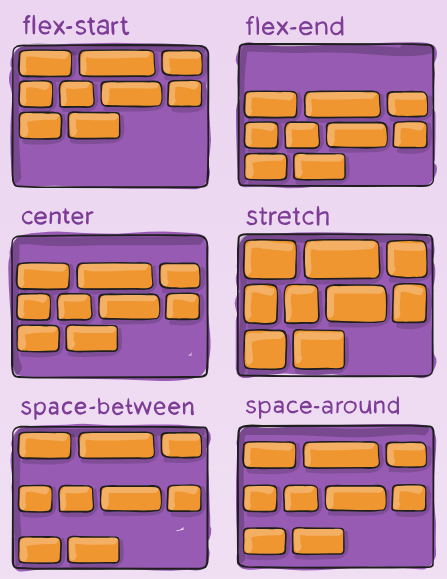 flex-start
flex-end
center
stretch
space-between
space-around